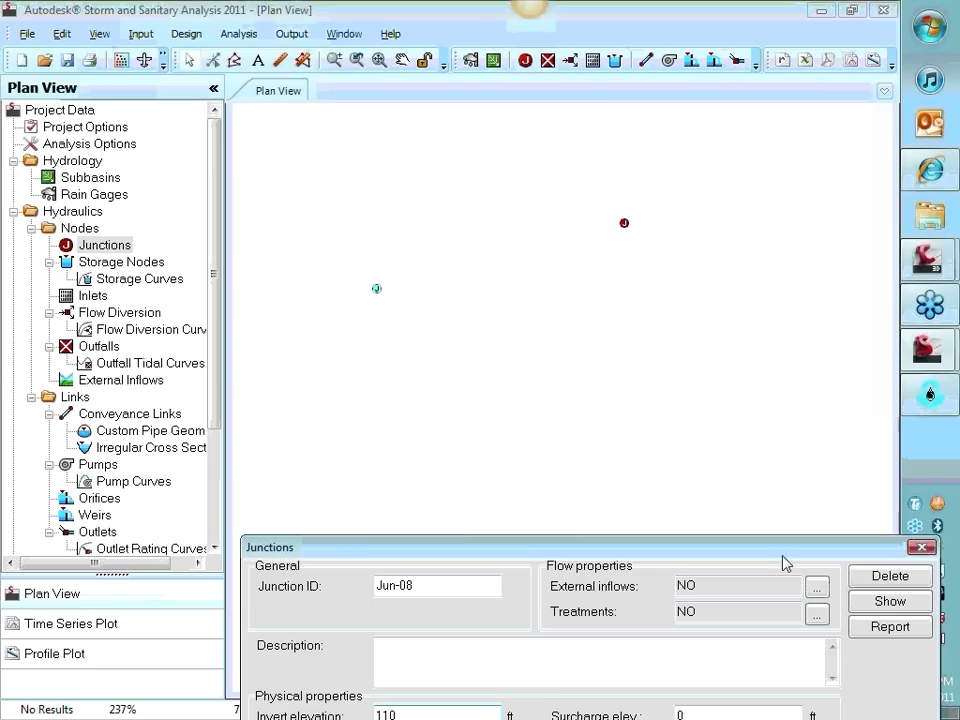 Autodesk® Storm and Sanitary Analysis 2011 - [Plan View]
File Edit View Input Design Analysis Output Window Help
Plan View
Plan View
Project Data
Project Options
Analysis Options
Hydrology
Subbasins
Rain Gages
Hydraulics
Nodes
Junctions
Storage Nodes
Storage Curves
Inlets
Flow Diversion
Flow Diversion Curv
Outfalls
Outfall Tidal Curves
External Inflows
Links
Conveyance Links
Custom Pipe Geom
Irregular Cross Sect
Pumps
Pump Curves
Orifices
Weirs
Outlets
Outlet Rating Curves
Plan View
Time Series Plot
Profile Plot
No Results 237% 7
Junctions
General
Junction ID: Jun-08
Flow properties
External inflows: NO ...
Treatments: NO ...
Delete
Show
Report
Description:
Physical properties
Invert elevation: 110 ft
Surcharge elev.: 0 ft